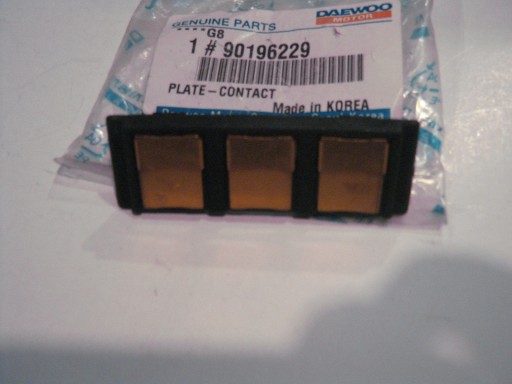 GENUINE PARTS
DAEWOO
MOTOR
****G8
1 # 90196229
PLATE-CONTACT
Made in KOREA